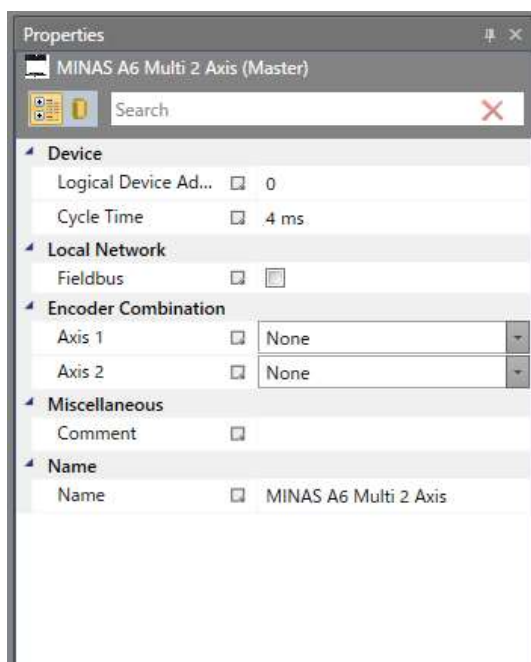 Properties
MINAS A6 Multi 2 Axis (Master)
Search
Device
Logical Device Ad... 0
Cycle Time 4 ms
Local Network
Fieldbus
Encoder Combination
Axis 1 None
Axis 2 None
Miscellaneous
Comment
Name
Name MINAS A6 Multi 2 Axis